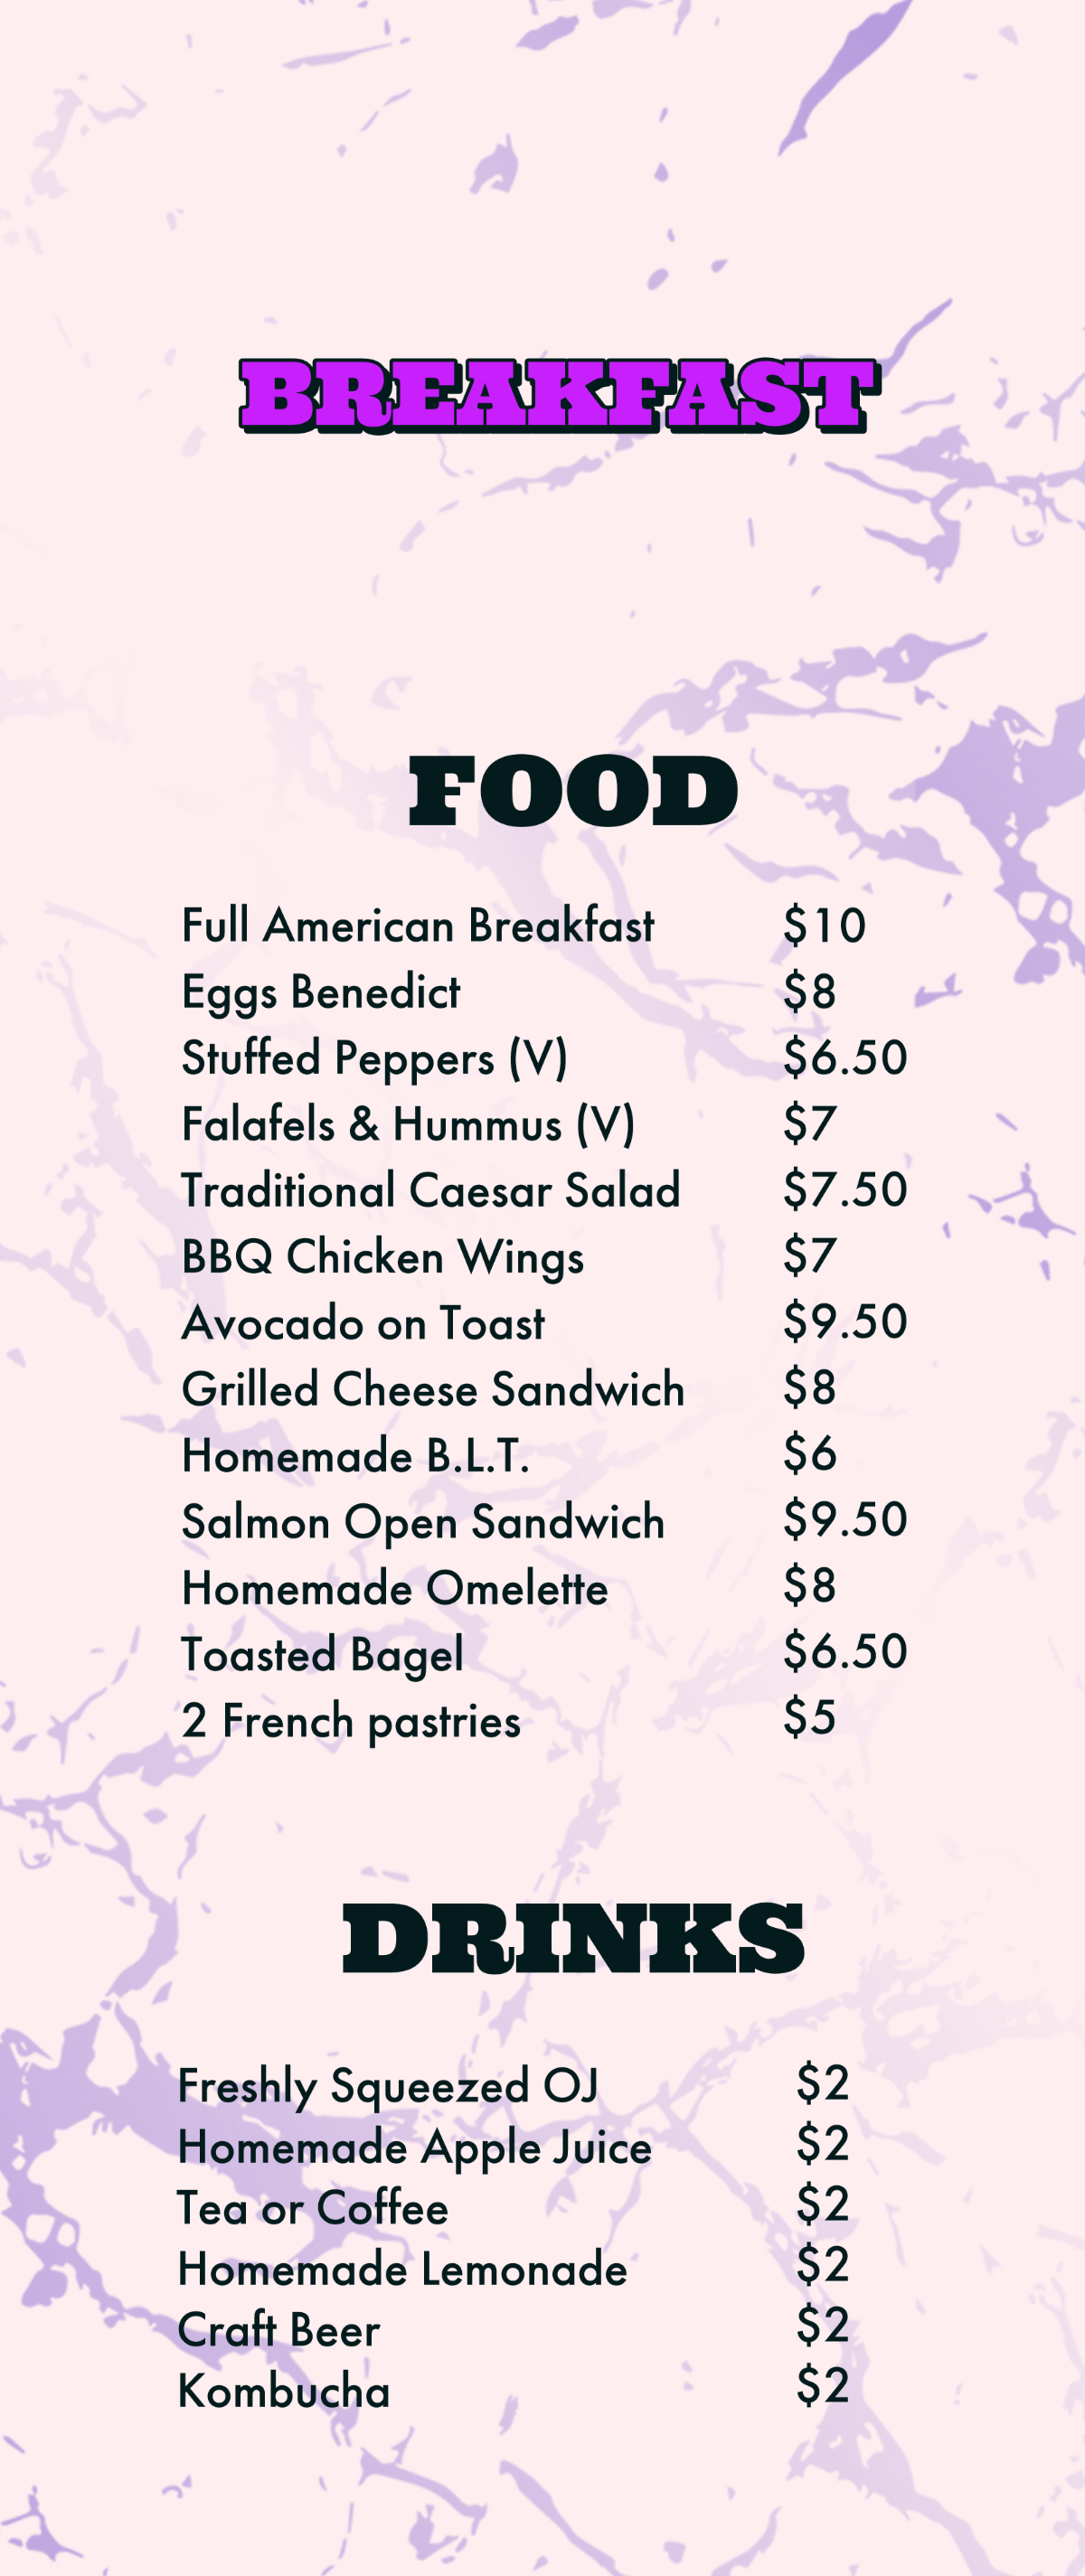 BREAKFAST
FOOD
Full American Breakfast $10
Eggs Benedict $8
Stuffed Peppers (V) $6.50
Falafels & Hummus (V) $7
Traditional Caesar Salad $7.50
BBQ Chicken Wings $7
Avocado on Toast $9.50
Grilled Cheese Sandwich $8
Homemade B.L.T. $6
Salmon Open Sandwich $9.50
Homemade Omelette $8
Toasted Bagel $6.50
2 French pastries $5
DRINKS
Freshly Squeezed OJ $2
Homemade Apple Juice $2
Tea or Coffee $2
Homemade Lemonade $2
Craft Beer $2
Kombucha $2